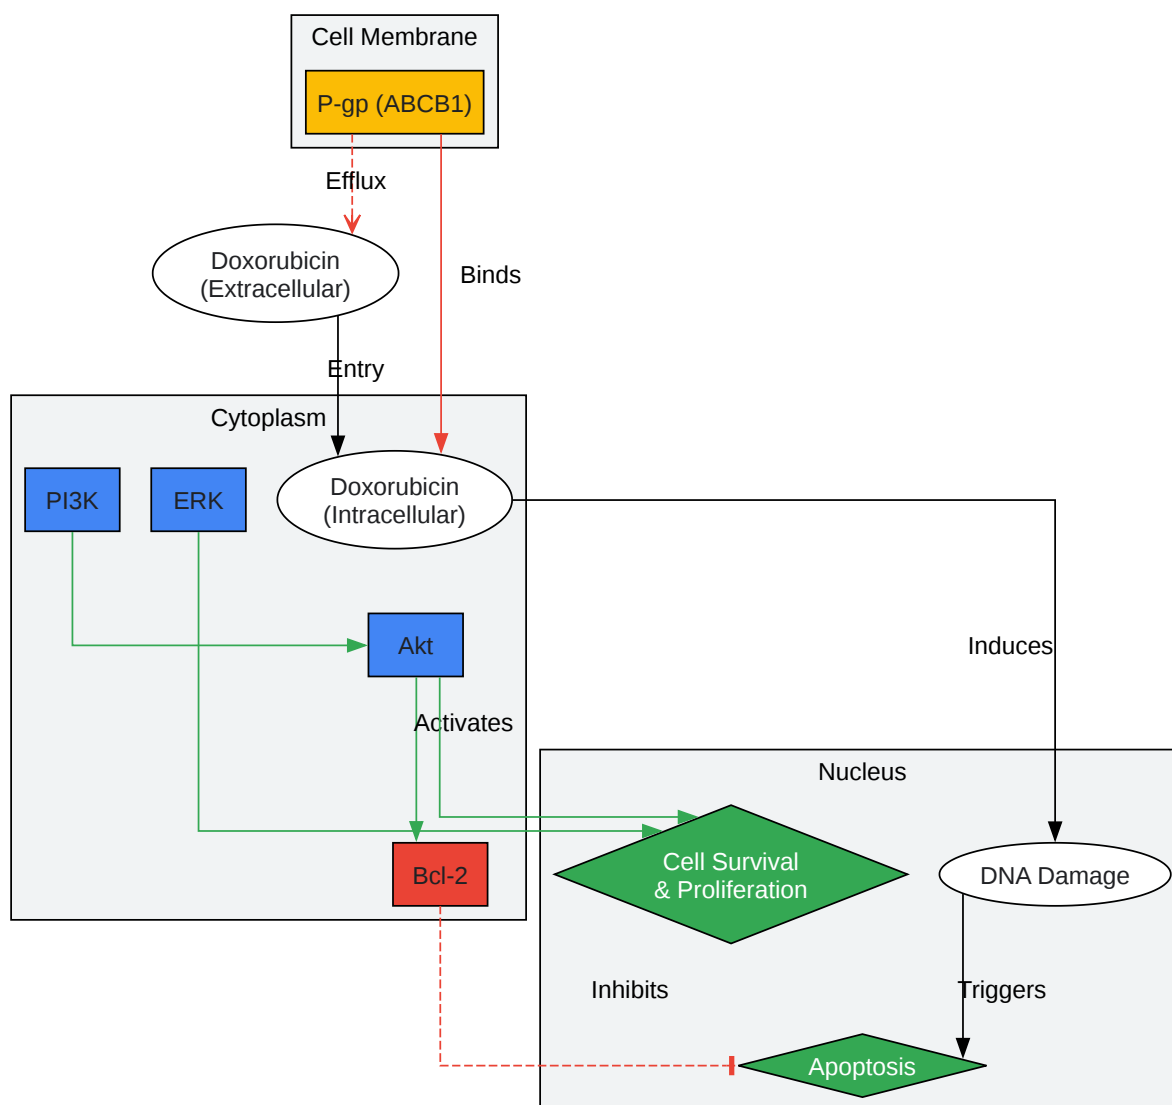 Cell Membrane
P-gp (ABCB1)
Efflux
Doxorubicin
(Extracellular)
Binds
Entry
Cytoplasm
PI3K
ERK
Doxorubicin
(Intracellular)
Akt
Induces
Activates
Nucleus
Cell Survival
& Proliferation
Bcl-2
DNA Damage
Inhibits
Triggers
Apoptosis